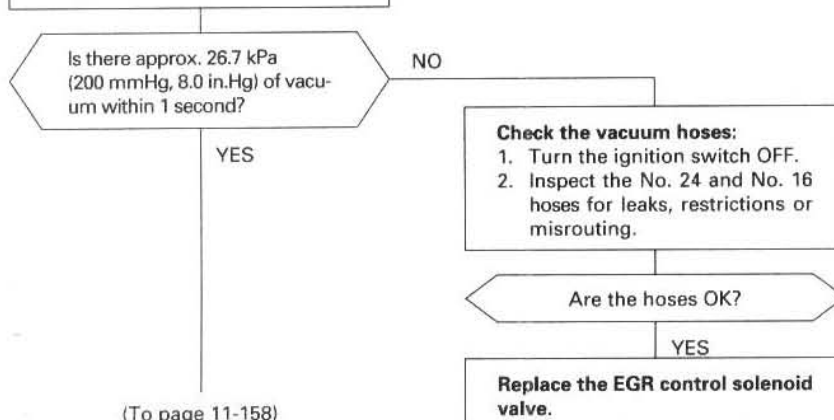 Is there approx. 26.7 kPa
(200 mmHg, 8.0 in.Hg) of vacu-
um within 1 second?
NO
YES
Check the vacuum hoses:
1. Turn the ignition switch OFF.
2. Inspect the No. 24 and No. 16
hoses for leaks, restrictions or
misrouting.
Are the hoses OK?
YES
Replace the EGR control solenoid
valve.
(To page 11-158)